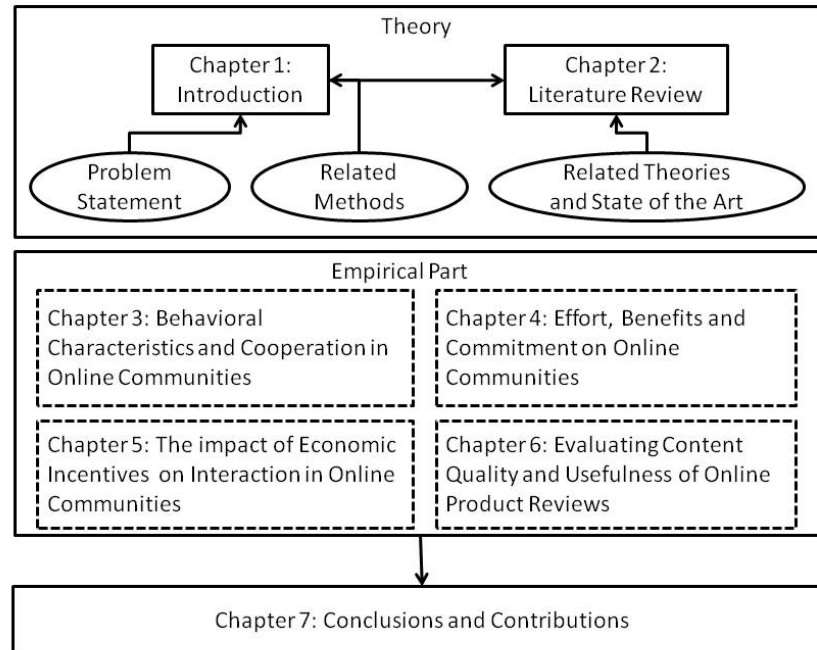 Theory
Chapter 1:
Introduction
Chapter 2:
Literature Review
Problem
Statement
Related
Methods
Related Theories
and State of the Art
Empirical Part
Chapter 3: Behavioral
Characteristics and Cooperation in
Online Communities
Chapter 4: Effort, Benefits and
Commitment on Online
Communities
Chapter 5: The impact of Economic
Incentives on Interaction in Online
Communities
Chapter 6: Evaluating Content
Quality and Usefulness of Online
Product Reviews
Chapter 7: Conclusions and Contributions